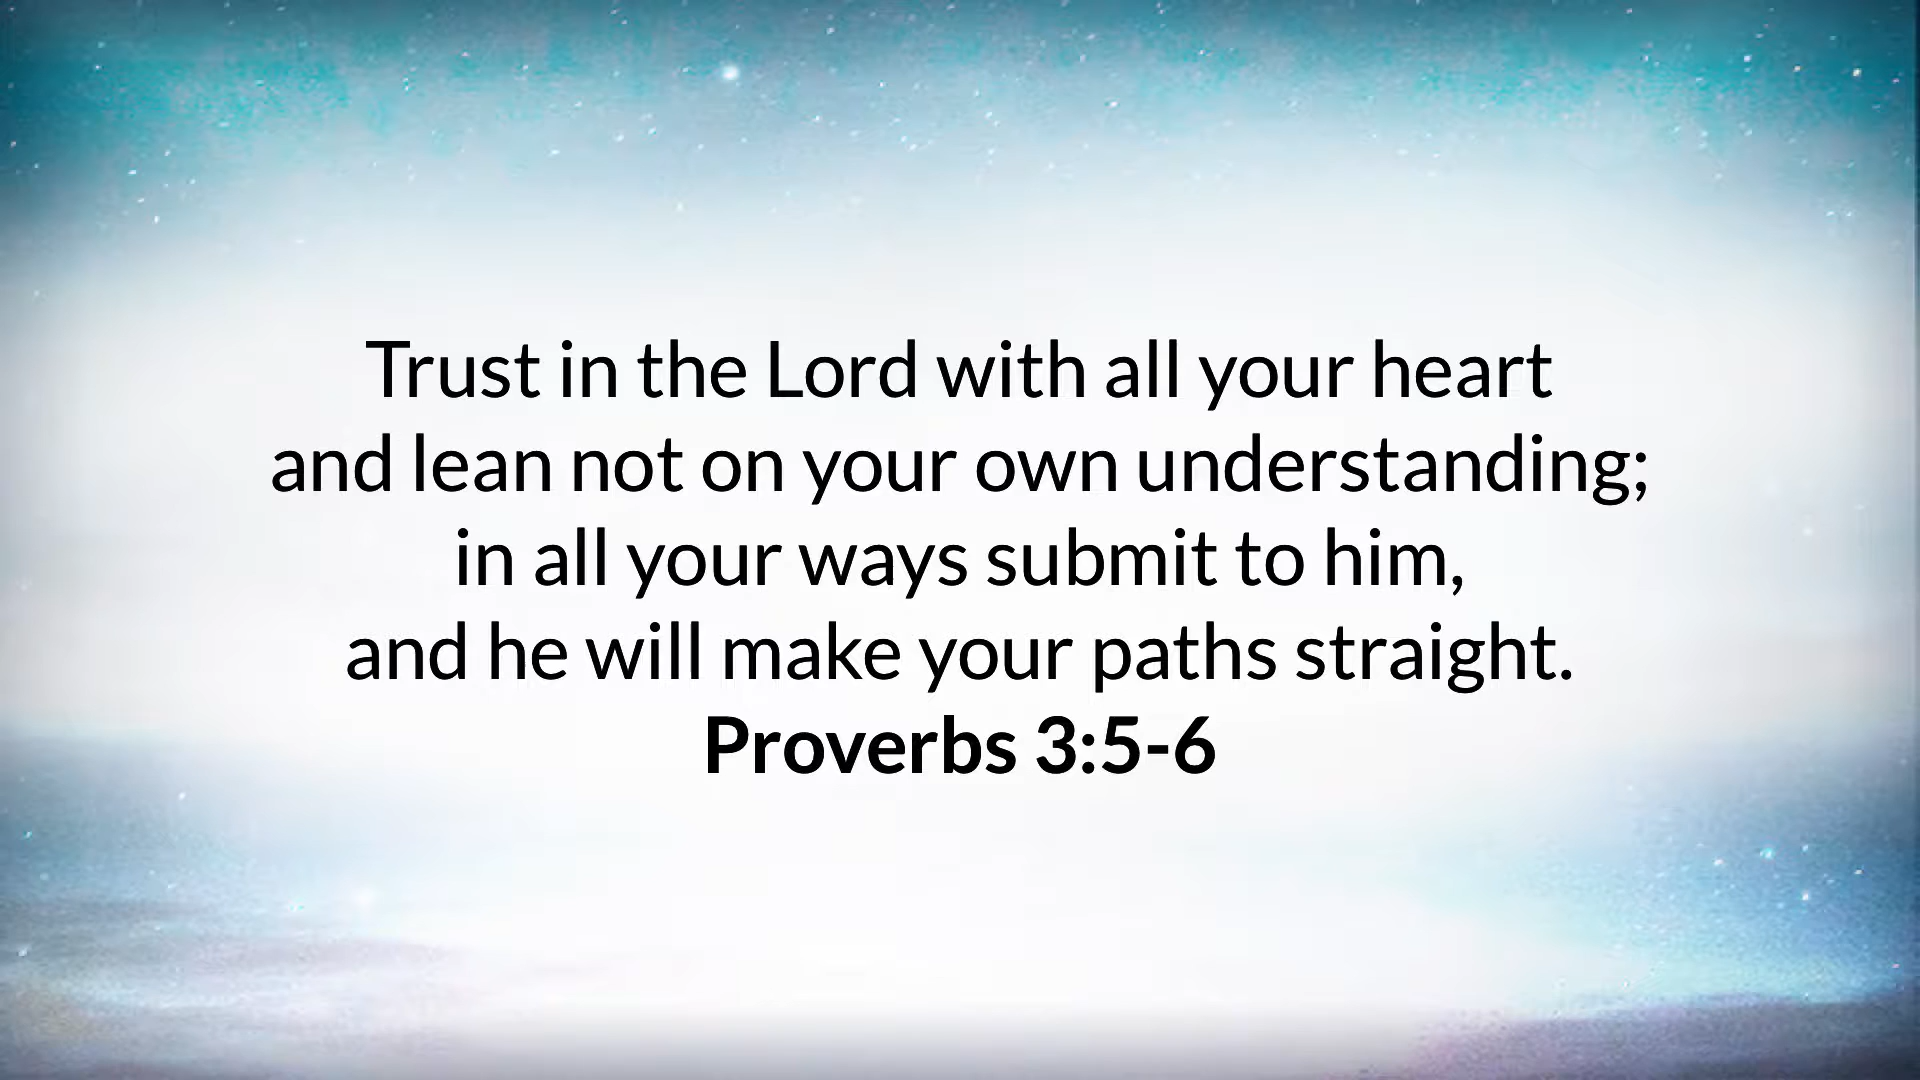 Trust in the Lord with all your heart
and lean not on your own understanding;
in all your ways submit to him,
and he will make your paths straight.
Proverbs 3:5-6